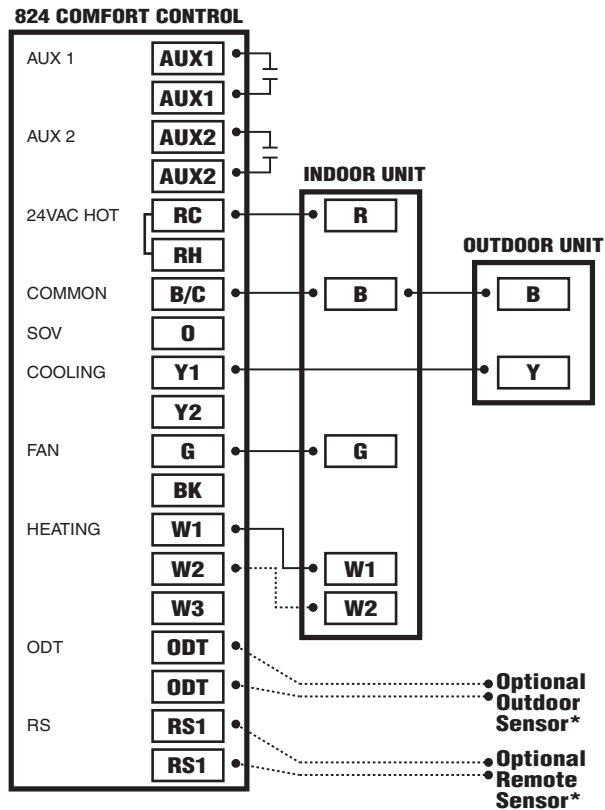 824 COMFORT CONTROL
AUX 1 AUX1
AUX1
AUX 2 AUX2
AUX2
INDOOR UNIT
24VAC HOT RC R
OUTDOOR UNIT
RH
COMMON B/C B B
SOV O
COOLING Y1 Y
Y2
FAN G G
BK
HEATING W1 W1
W2 W2
W3
ODT ODT
ODT
Optional
Outdoor
Sensor*
RS RS1
RS1
Optional
Remote
Sensor*